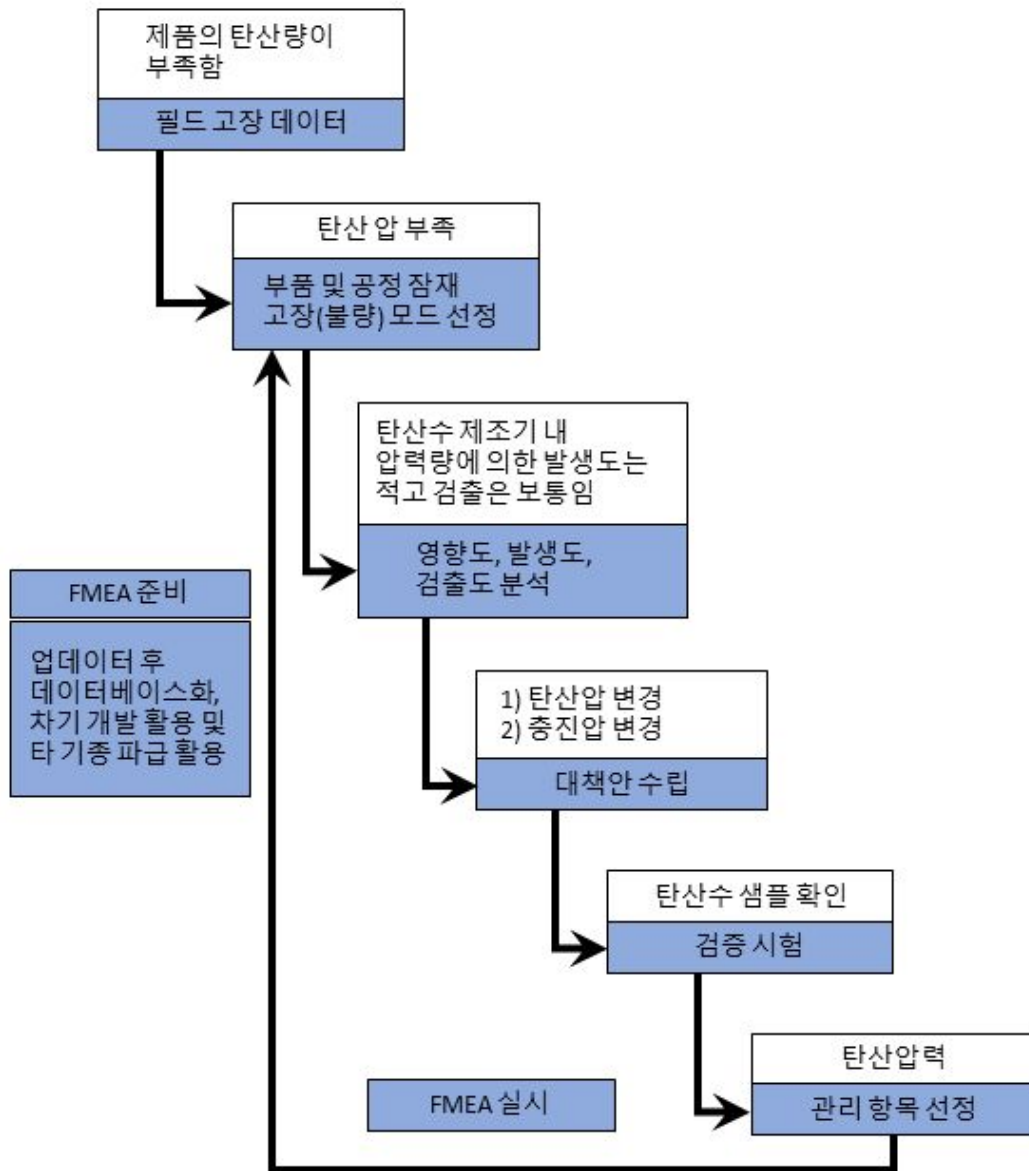 제품의 탄산량이
부족함
필드 고장 데이터
탄산 압 부족
부품 및 공정 잠재
고장(불량) 모드 선정
탄산수 제조기 내
압력량에 의한 발생도는
적고 검출은 보통임
영향도, 발생도,
검출도 분석
FMEA 준비
업데이터 후
데이터베이스화,
차기 개발 활용 및
타 기종 파급 활용
1) 탄산압 변경
2) 충진압 변경
대책안 수립
탄산수 샘플 확인
검증 시험
탄산압력
관리 항목 선정
FMEA 실시